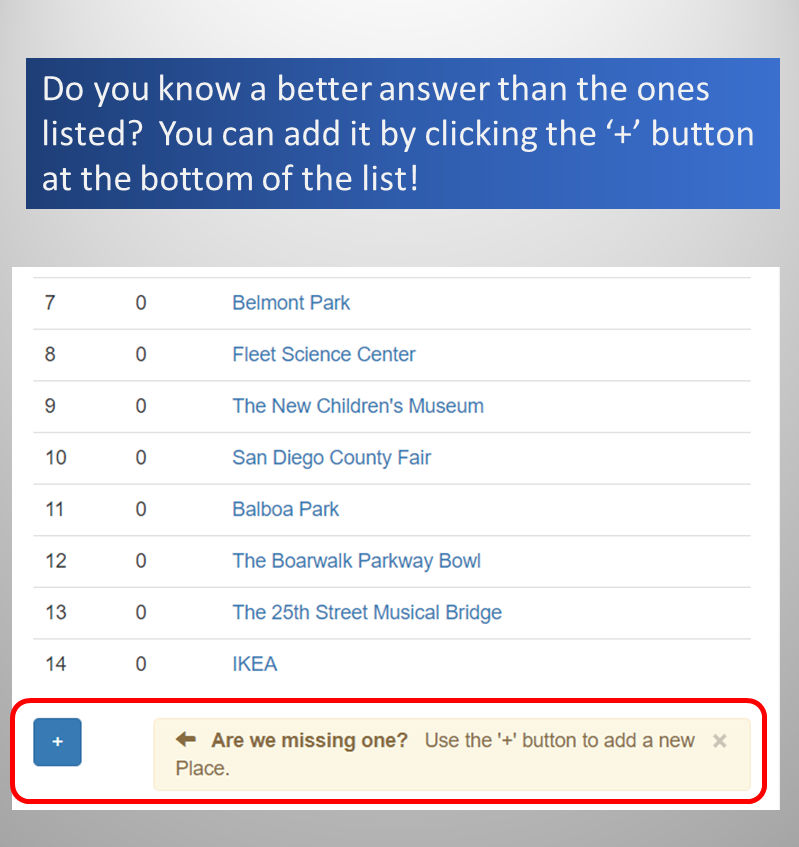 Do you know a better answer than the ones
listed?  You can add it by clicking the ‘+’ button
at the bottom of the list!
7 0 Belmont Park
8 0 Fleet Science Center
9 0 The New Children's Museum
10 0 San Diego County Fair
11 0 Balboa Park
12 0 The Boarwalk Parkway Bowl
13 0 The 25th Street Musical Bridge
14 0 IKEA
+ Are we missing one? Use the '+' button to add a new ×
Place.